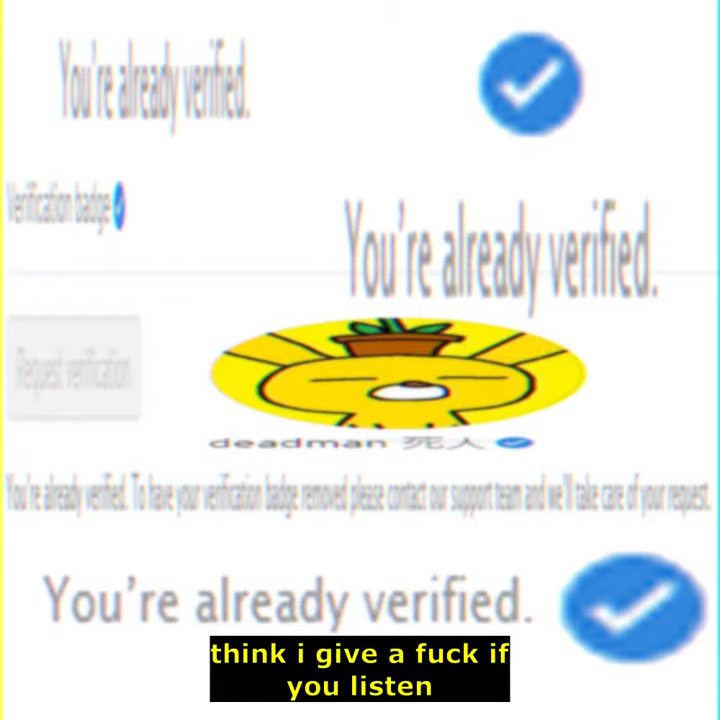 You're already verified.
Verification badge
You're already verified.
Request verification
deadman 死人
You're already verified. To have your verification badge removed please contact our support team and we'll take care of your request.
You're already verified.
think i give a fuck if
you listen